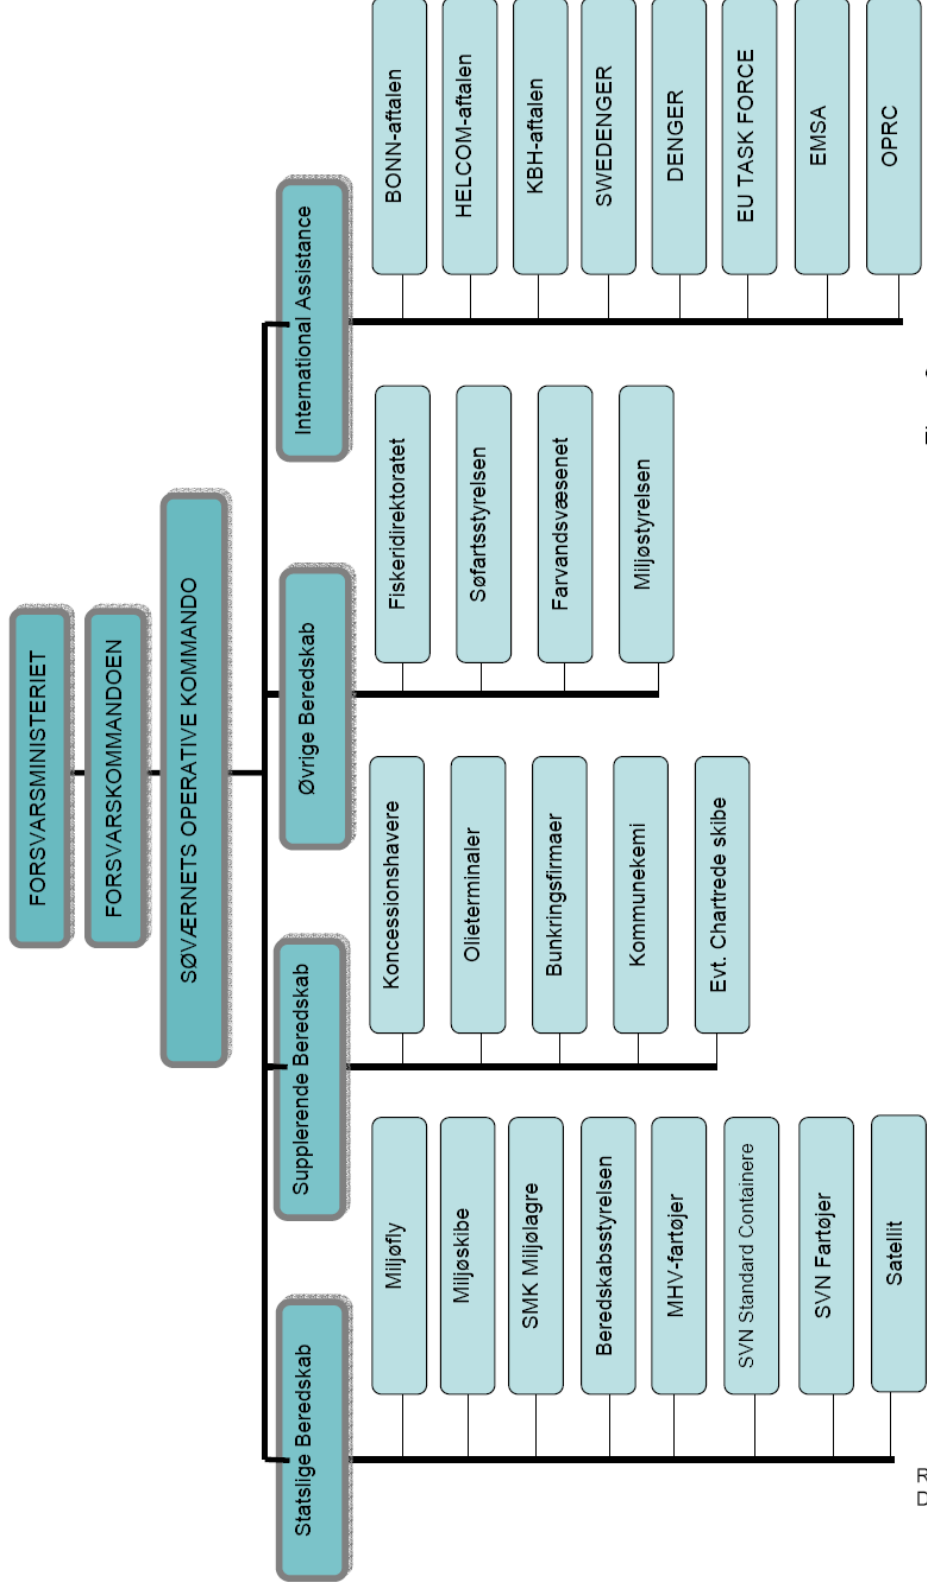 FORSVARSMINISTERIET
FORSVARSKOMMANDOEN
SØVÆRNETS OPERATIVE KOMMANDO
Statslige Beredskab
Miljøfly
Miljøskibe
SMK Miljølagre
Beredskabsstyrelsen
MHV-fartøjer
SVN Standard Containere
SVN Fartøjer
Satellit
Supplerende Beredskab
Koncessionshavere
Olieterminaler
Bunkringsfirmaer
Kommunekemi
Evt. Chartrede skibe
Øvrige Beredskab
Fiskeridirektoratet
Søfartsstyrelsen
Farvandsvæsenet
Miljøstyrelsen
International Assistance
BONN-aftalen
HELCOM-aftalen
KBH-aftalen
SWEDENGER
DENGER
EU TASK FORCE
EMSA
OPRC